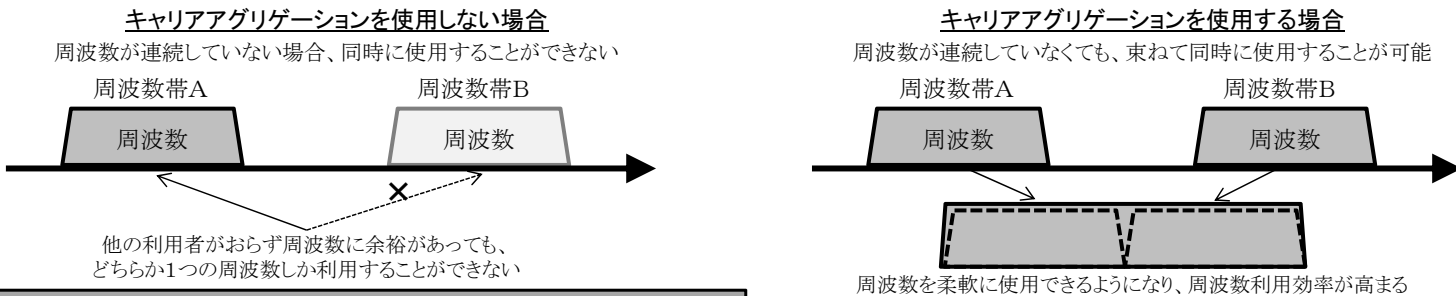 キャリアアグリゲーションを使用しない場合
周波数が連続していない場合、同時に使用することができない
周波数帯A
周波数帯B
周波数
周波数
×
他の利用者がおらず周波数に余裕があっても、
どちらか1つの周波数しか利用することができない
キャリアアグリゲーションを使用する場合
周波数が連続していなくても、束ねて同時に使用することが可能
周波数帯A
周波数帯B
周波数
周波数
周波数を柔軟に使用できるようになり、周波数利用効率が高まる